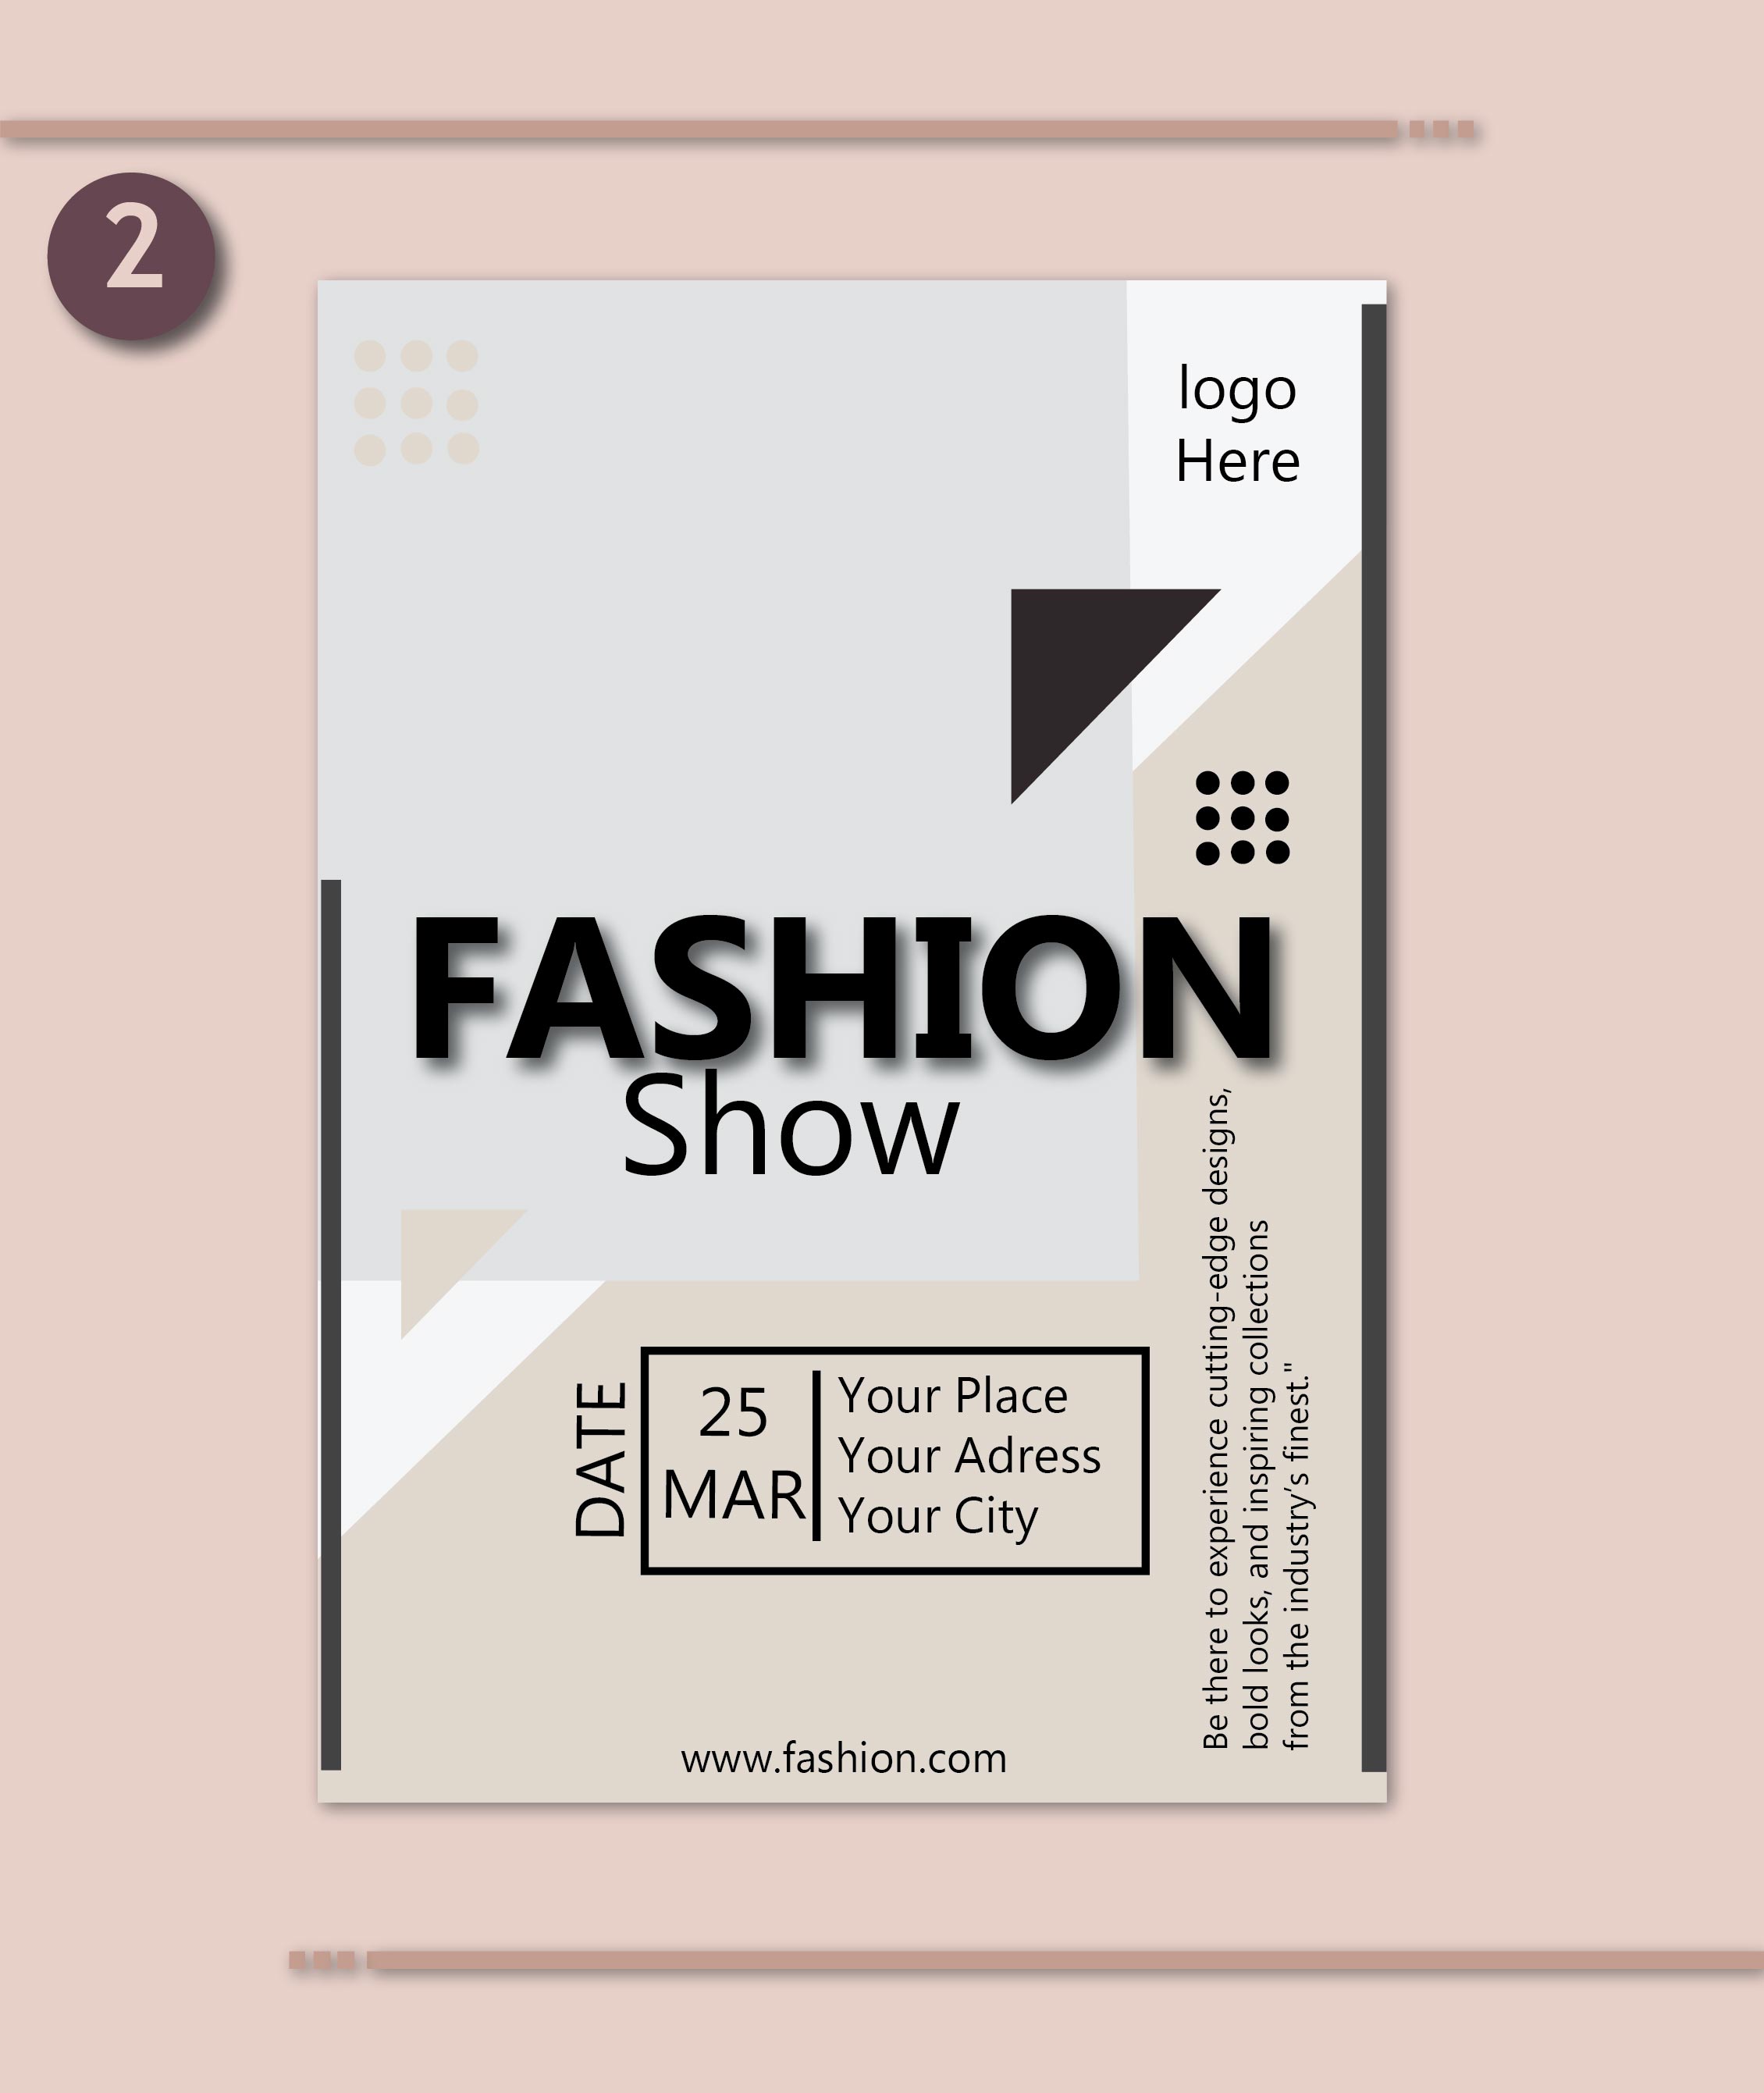 2
logo
Here
FASHION
Show
Be there to experience cutting-edge designs,
bold looks, and inspiring collections
from the industry's finest."
DATE
25
MAR
Your Place
Your Adress
Your City
www.fashion.com